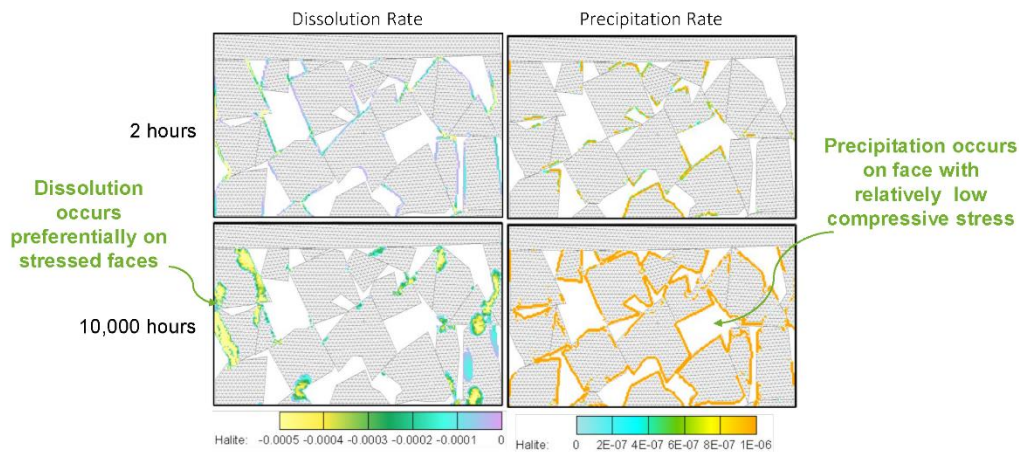 Dissolution Rate
Precipitation Rate
2 hours
Dissolution
occurs
preferentially on
stressed faces
Precipitation occurs
on face with
relatively low
compressive stress
10,000 hours
Halite: -0.0005 -0.0004 -0.0003 -0.0002 -0.0001 0
Halite: 0 2E-07 4E-07 6E-07 8E-07 1E-06